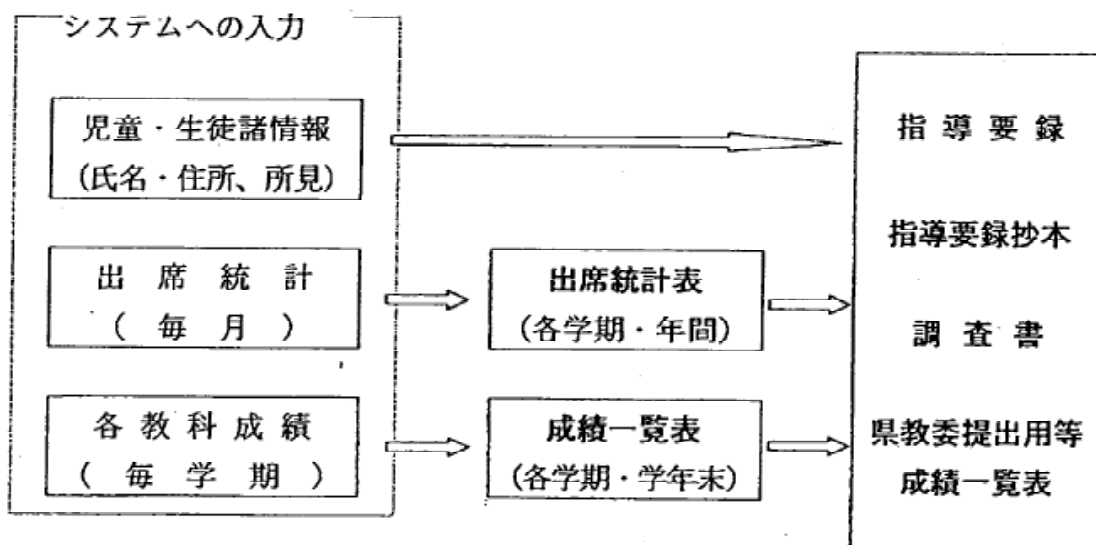 システムへの入力
児童・生徒諸情報
(氏名・住所、所見)
出席統計
(毎月)
各教科成績
(毎学期)
出席統計表
(各学期・年間)
成績一覧表
(各学期・学年末)
指導要録
指導要録抄本
調査書
県教委提出用等
成績一覧表